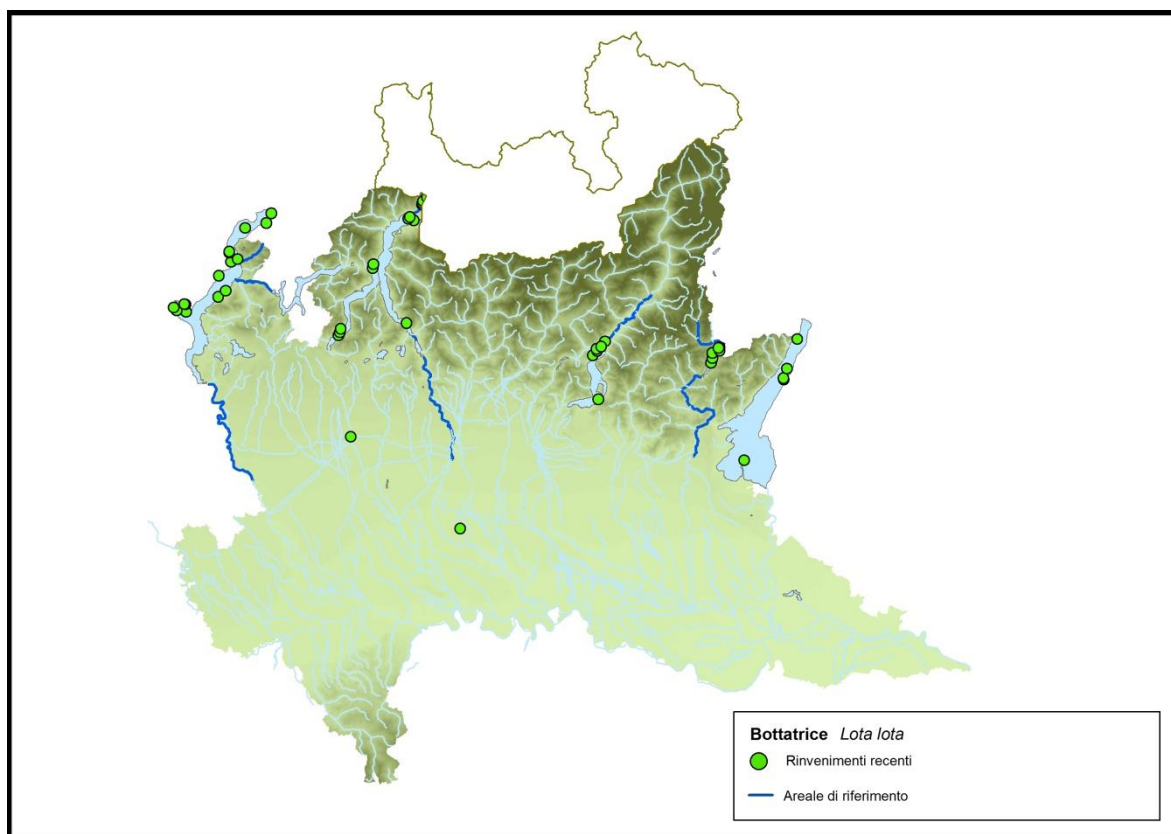 Bottatrice Lota lota
Rinvenimenti recenti
Areale di riferimento